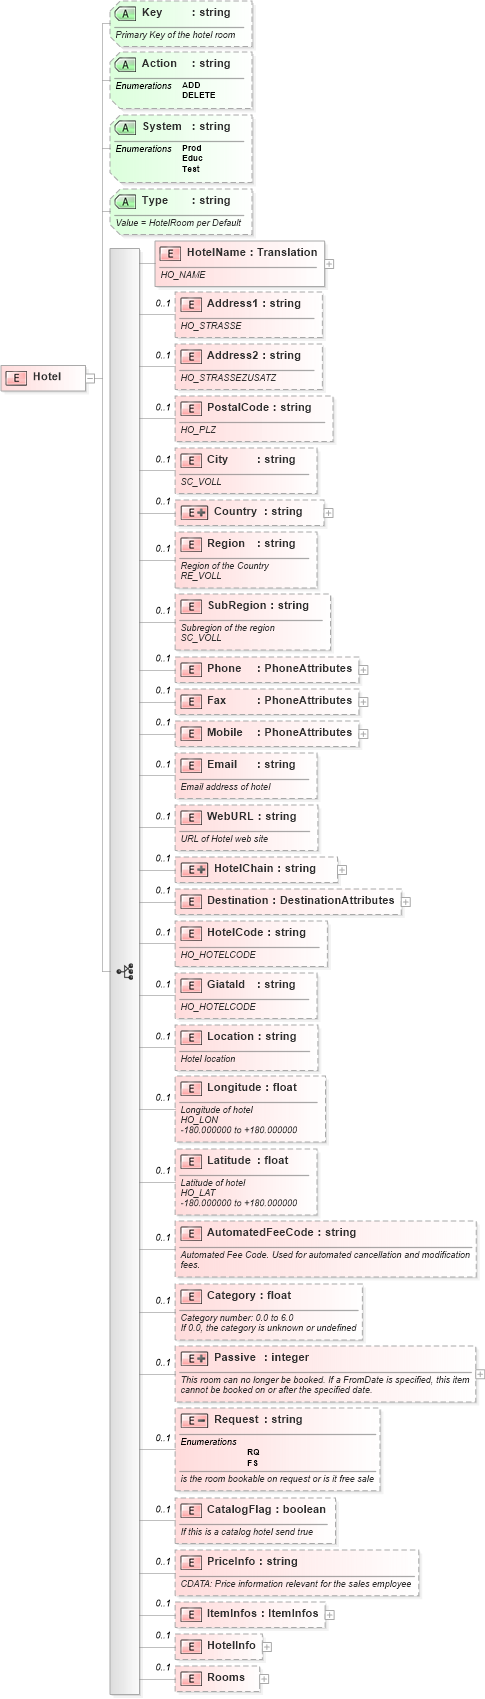 A Key : string
Primary Key of the hotel room
A Action : string
Enumerations ADD
DELETE
A System : string
Enumerations Prod
Educ
Test
A Type : string
Value = HotelRoom per Default
E Hotel
E HotelName : Translation
HO_NAME
0..1 E Address1 : string
HO_STRASSE
0..1 E Address2 : string
HO_STRASSEZUSATZ
0..1 E PostalCode : string
HO_PLZ
0..1 E City : string
SC_VOLL
0..1 E Country : string
0..1 E Region : string
Region of the Country
RE_VOLL
0..1 E SubRegion : string
Subregion of the region
SC_VOLL
0..1 E Phone : PhoneAttributes
0..1 E Fax : PhoneAttributes
0..1 E Mobile : PhoneAttributes
0..1 E Email : string
Email address of hotel
0..1 E WebURL : string
URL of Hotel web site
0..1 E HotelChain : string
0..1 E Destination : DestinationAttributes
0..1 E HotelCode : string
HO_HOTELCODE
0..1 E GiataId : string
HO_HOTELCODE
0..1 E Location : string
Hotel location
0..1 E Longitude : float
Longitude of hotel
HO_LON
-180.000000 to +180.000000
0..1 E Latitude : float
Latitude of hotel
HO_LAT
-180.000000 to +180.000000
0..1 E AutomatedFeeCode : string
Automated Fee Code. Used for automated cancellation and modification
fees.
0..1 E Category : float
Category number: 0.0 to 6.0
If 0.0, the category is unknown or undefined
0..1 E Passive : integer
This room can no longer be booked. If a FromDate is specified, this item
cannot be booked on or after the specified date.
0..1 E Request : string
Enumerations
RQ
FS
is the room bookable on request or is it free sale
0..1 E CatalogFlag : boolean
If this is a catalog hotel send true
0..1 E PriceInfo : string
CDATA: Price information relevant for the sales employee
0..1 E ItemInfos : ItemInfos
0..1 E HotelInfo
0..1 E Rooms